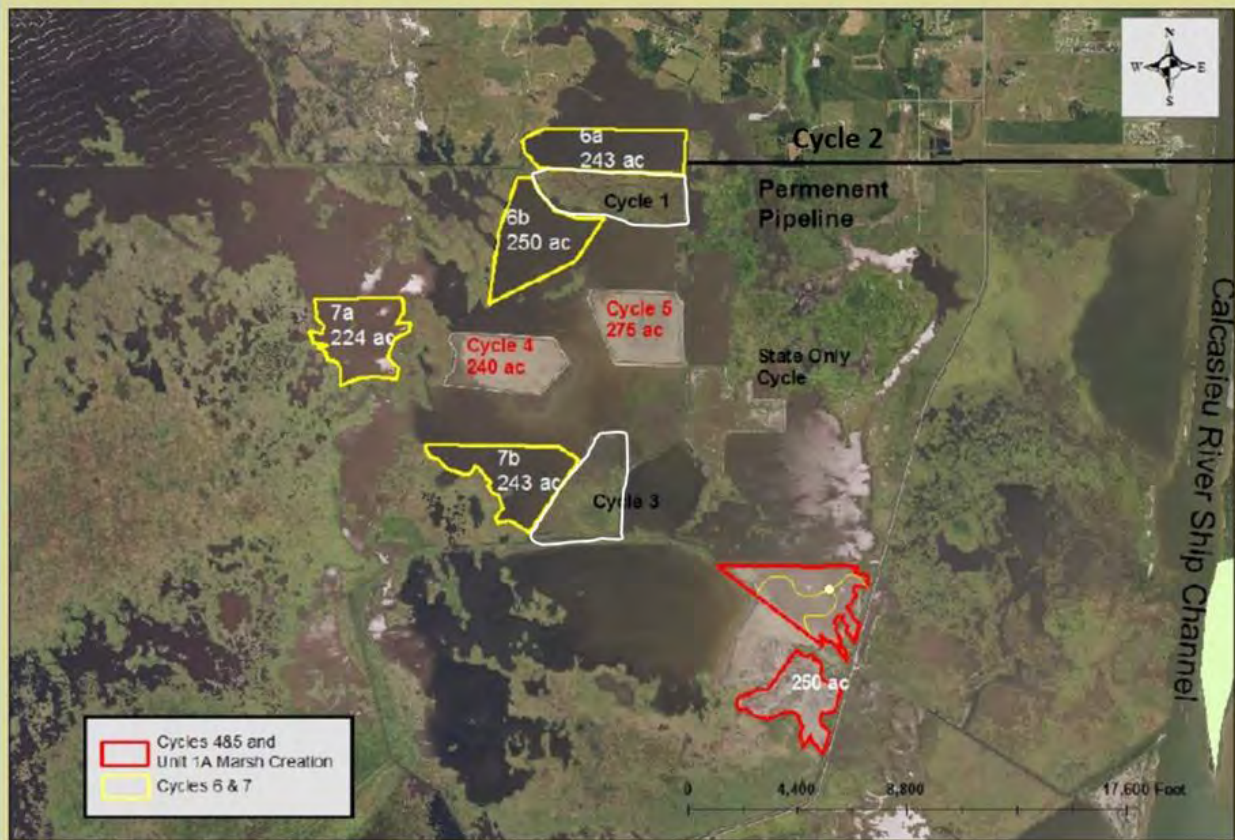 N
W E
S
6a
243 ac
Cycle 2
Cycle 1
Permenent
Pipeline
6b
250 ac
7a
224 ac
Cycle 5
275 ac
Cycle 4
240 ac
State Only
Cycle
7b
243 ac
Cycle 3
250 ac
Calcasieu River Ship Channel
Cycles 4&5 and
Unit 1A Marsh Creation
Cycles 6 & 7
0 4,400 8,800 17,600 Foot